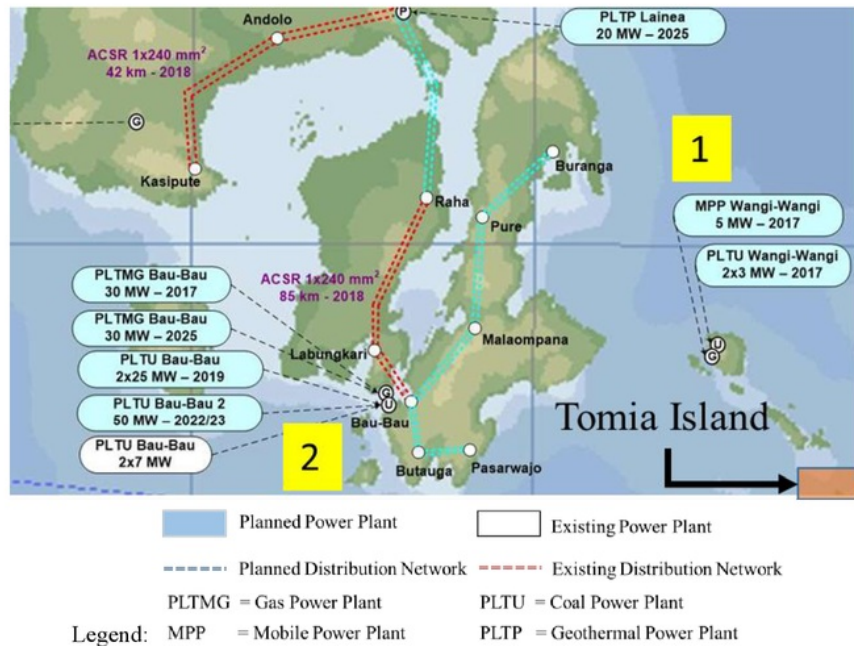 Andolo
PLTP Lainea
20 MW – 2025
P
ACSR 1x240 mm²
42 km - 2018
G
Kasipute
1
Buranga
Raha
Pure
MPP Wangi-Wangi
5 MW – 2017
PLTU Wangi-Wangi
2x3 MW – 2017
PLTMG Bau-Bau
30 MW – 2017
ACSR 1x240 mm²
85 km - 2018
PLTMG Bau-Bau
30 MW – 2025
Malaompana
Labungkari
U
G
PLTU Bau-Bau
2x25 MW – 2019
G
U
PLTU Bau-Bau 2
50 MW – 2022/23
Bau-Bau
Tomia Island
PLTU Bau-Bau
2x7 MW
2
Butauga
Pasarwajo
Planned Power Plant
Existing Power Plant
Planned Distribution Network
Existing Distribution Network
PLTMG = Gas Power Plant
PLTU = Coal Power Plant
Legend: MPP = Mobile Power Plant
PLTP = Geothermal Power Plant